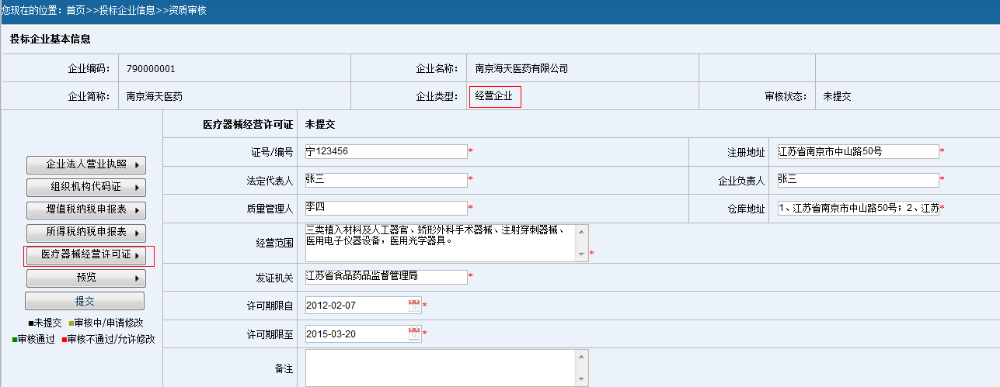 您现在的位置：首页>>投标企业信息>>资质审核
投标企业基本信息
企业编码： 790000001 企业名称： 南京海天医药有限公司
企业简称： 南京海天医药 企业类型： 经营企业 审核状态： 未提交
医疗器械经营许可证 未提交
证号/编号 宁123456* 注册地址 江苏省南京市中山路50号*
法定代表人 张三* 企业负责人 张三*
质量管理人 李四* 仓库地址 1、江苏省南京市中山路50号；2、江苏*
经营范围 三类植入材料及人工器官、矫形外科手术器械、注射穿刺器械、
医用电子仪器设备，医用光学器具。*
发证机关 江苏省食品药品监督管理局*
许可期限自 2012-02-07*
许可期限至 2015-03-20*
备注
企业法人营业执照
组织机构代码证
增值税纳税申报表
所得税纳税申报表
医疗器械经营许可证
预览
提交
■未提交 ■审核中/申请修改
■审核通过 ■审核不通过/允许修改